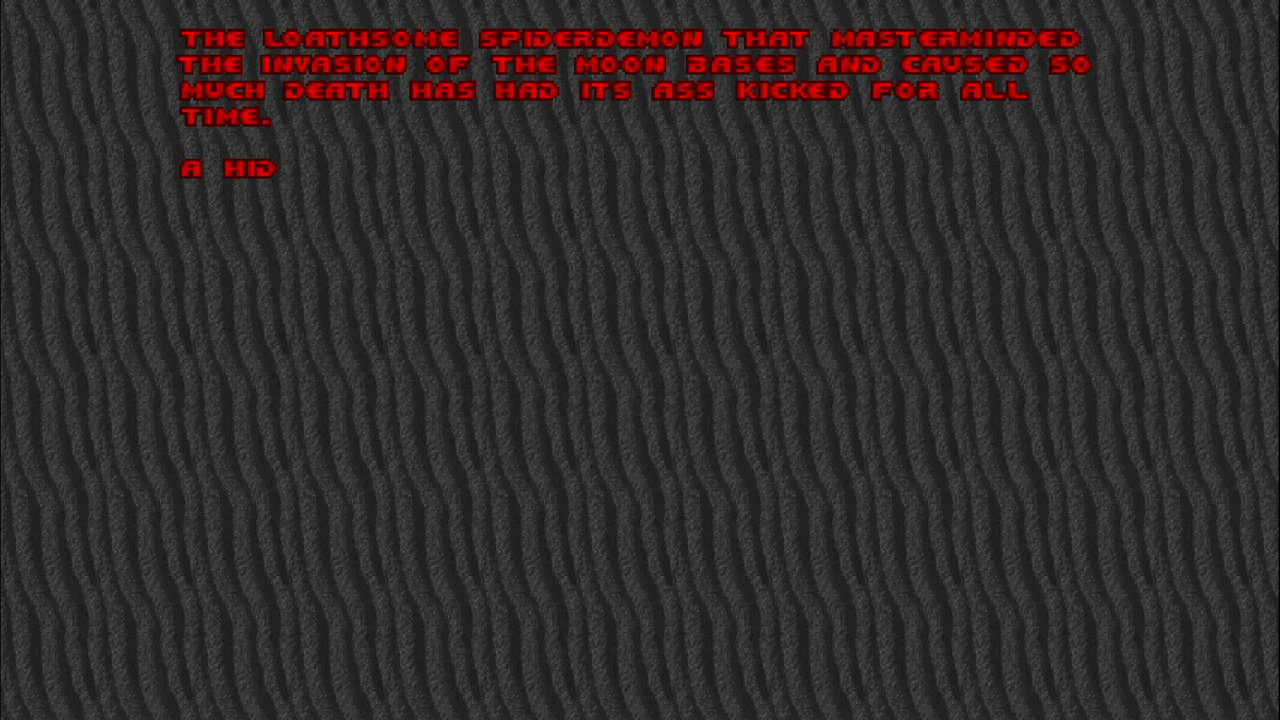 THE LOATHSOME SPIDERDEMON THAT MASTERMINDED
THE INVASION OF THE MOON BASES AND CAUSED SO
MUCH DEATH HAS HAD ITS ASS KICKED FOR ALL
TIME.
A HID